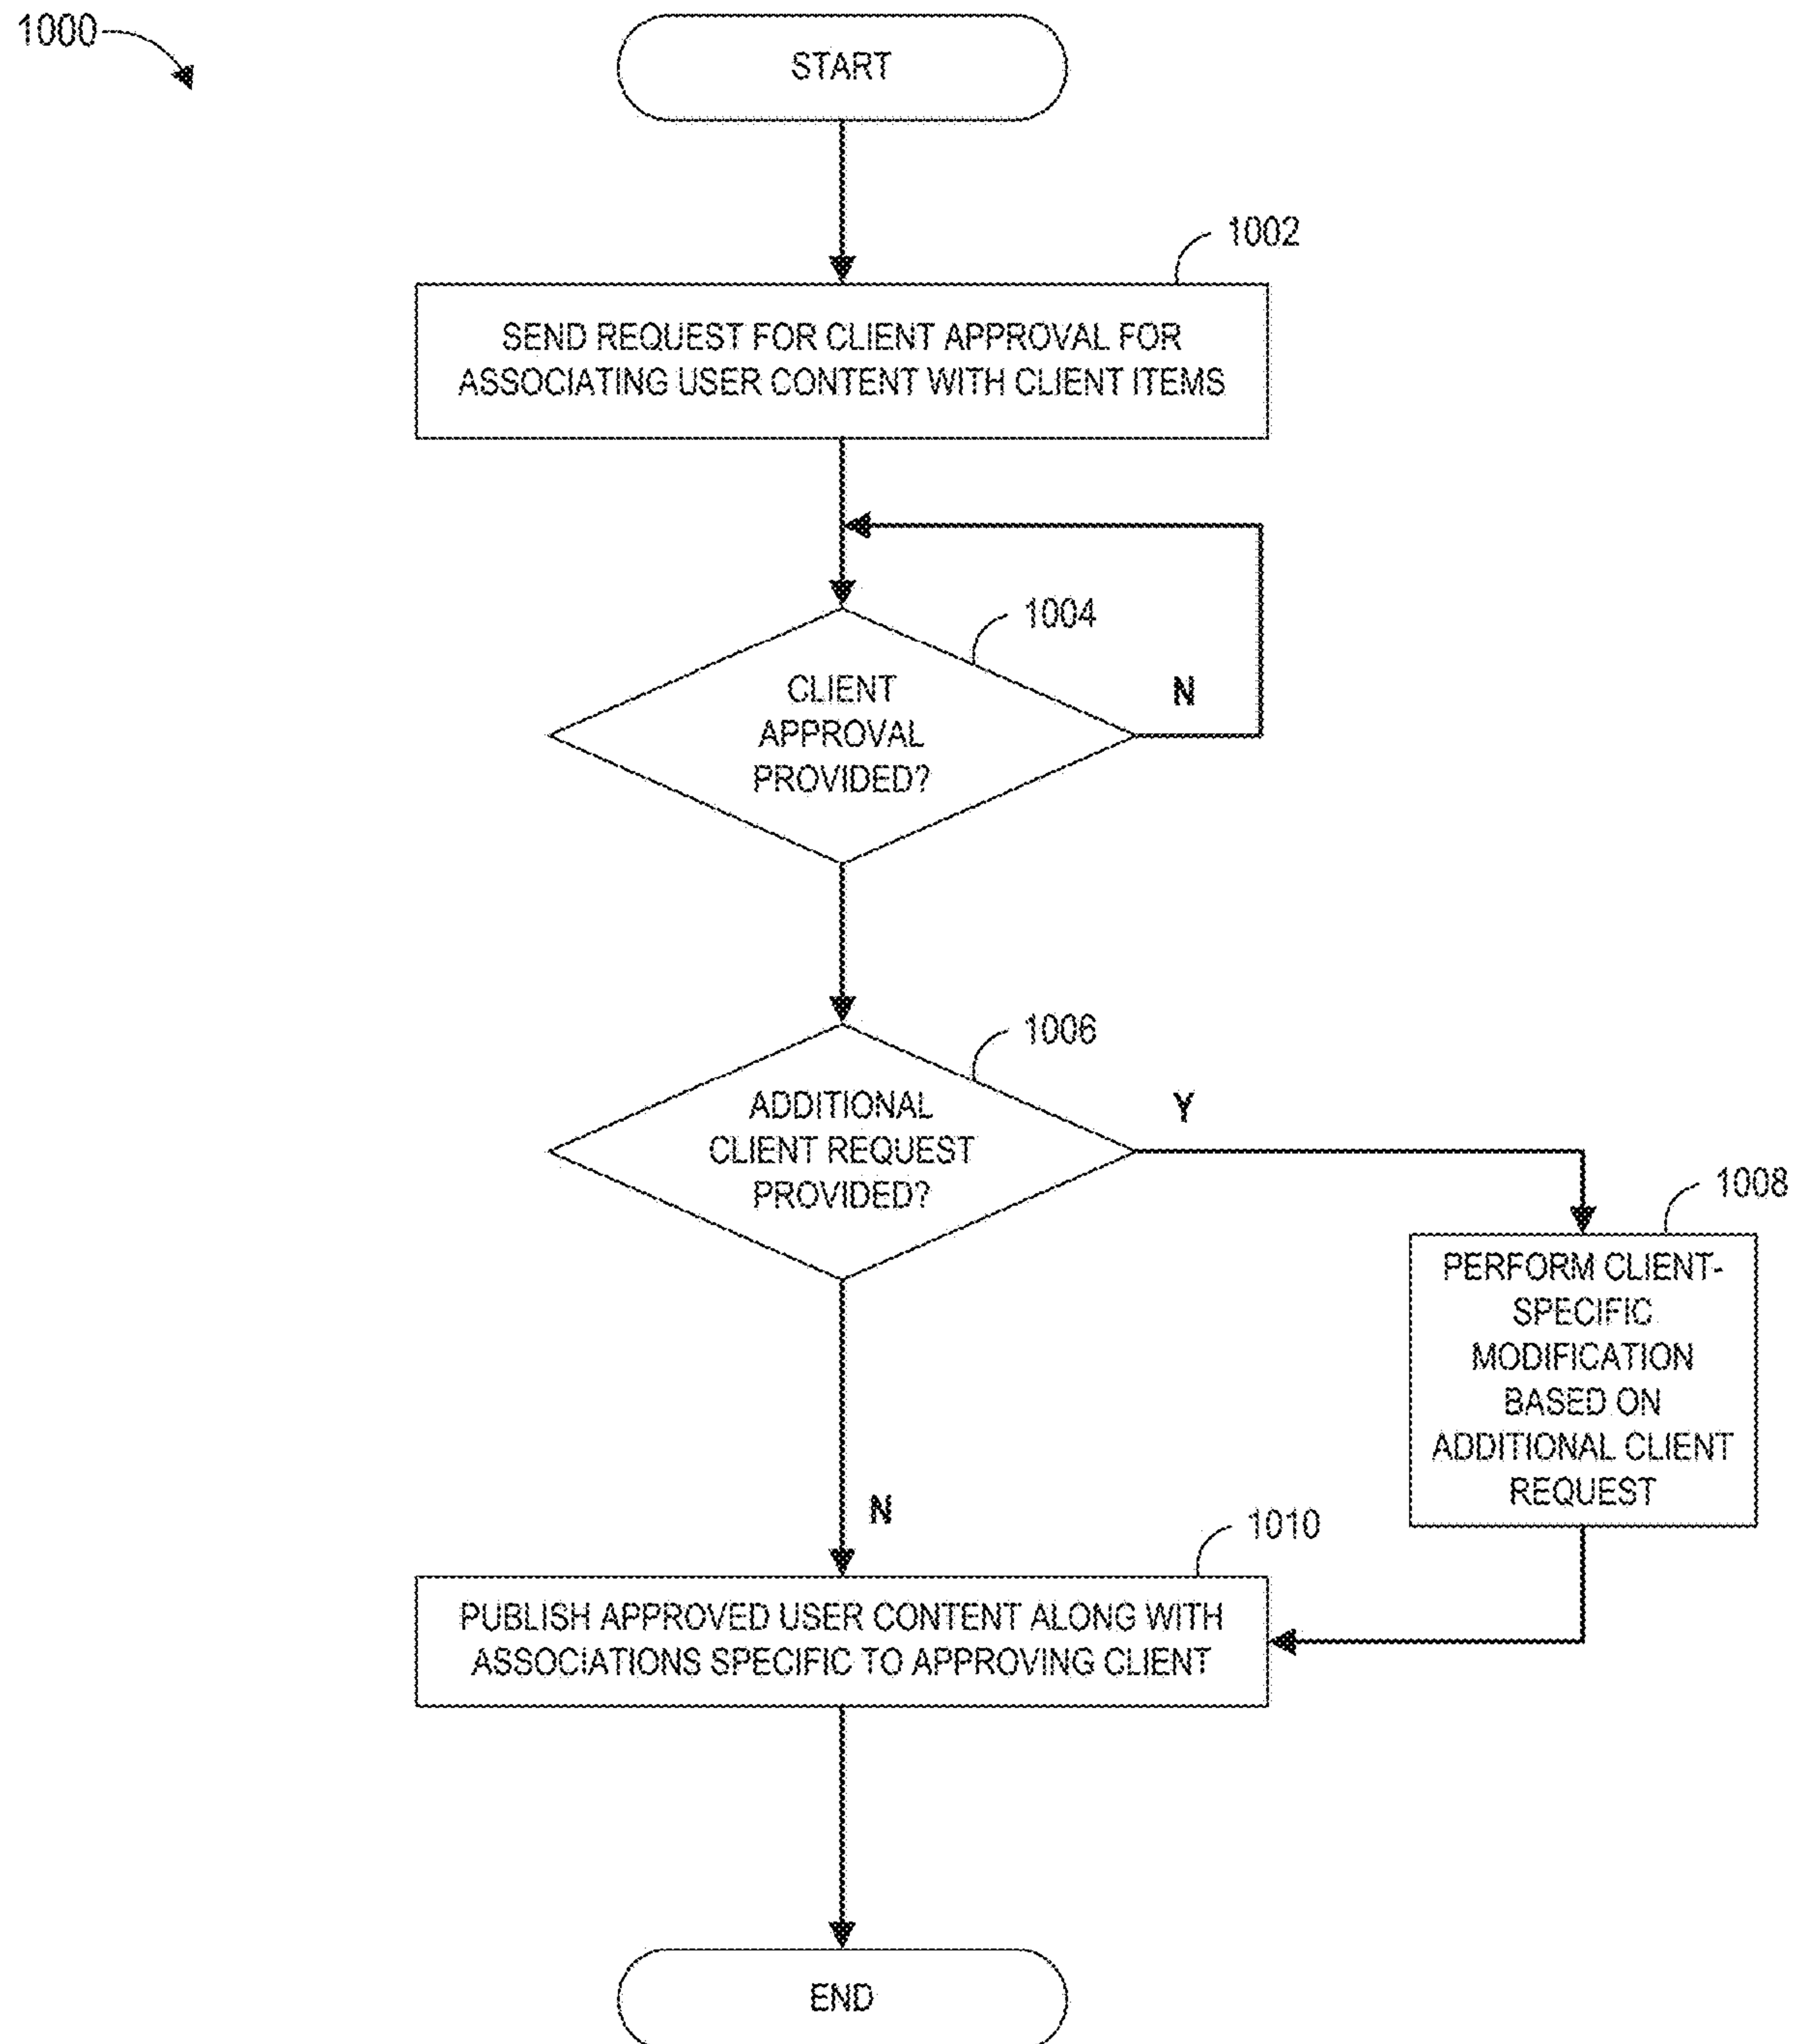 1000
START
1002
SEND REQUEST FOR CLIENT APPROVAL FOR
ASSOCIATING USER CONTENT WITH CLIENT ITEMS
1004
CLIENT
APPROVAL
PROVIDED?
N
1006
ADDITIONAL
CLIENT REQUEST
PROVIDED?
Y
1008
PERFORM CLIENT-
SPECIFIC
MODIFICATION
BASED ON
ADDITIONAL CLIENT
REQUEST
N
1010
PUBLISH APPROVED USER CONTENT ALONG WITH
ASSOCIATIONS SPECIFIC TO APPROVING CLIENT
END